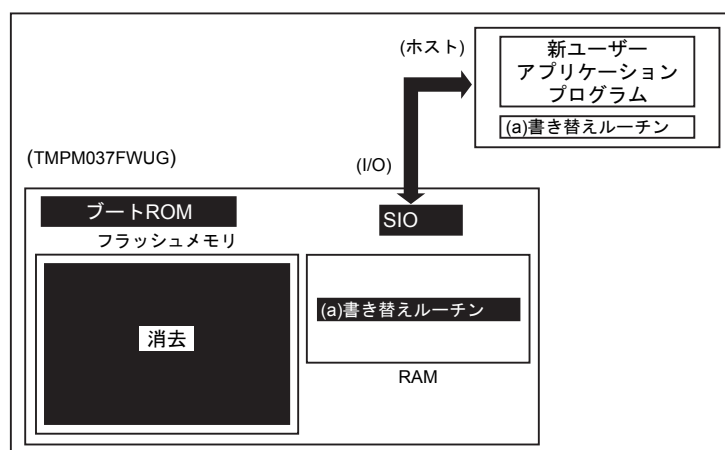 (ホスト)
新ユーザー
アプリケーション
プログラム
(a)書き替えルーチン
(TMPM037FWUG)
(I/O)
ブートROM
SIO
フラッシュメモリ
消去
(a)書き替えルーチン
RAM